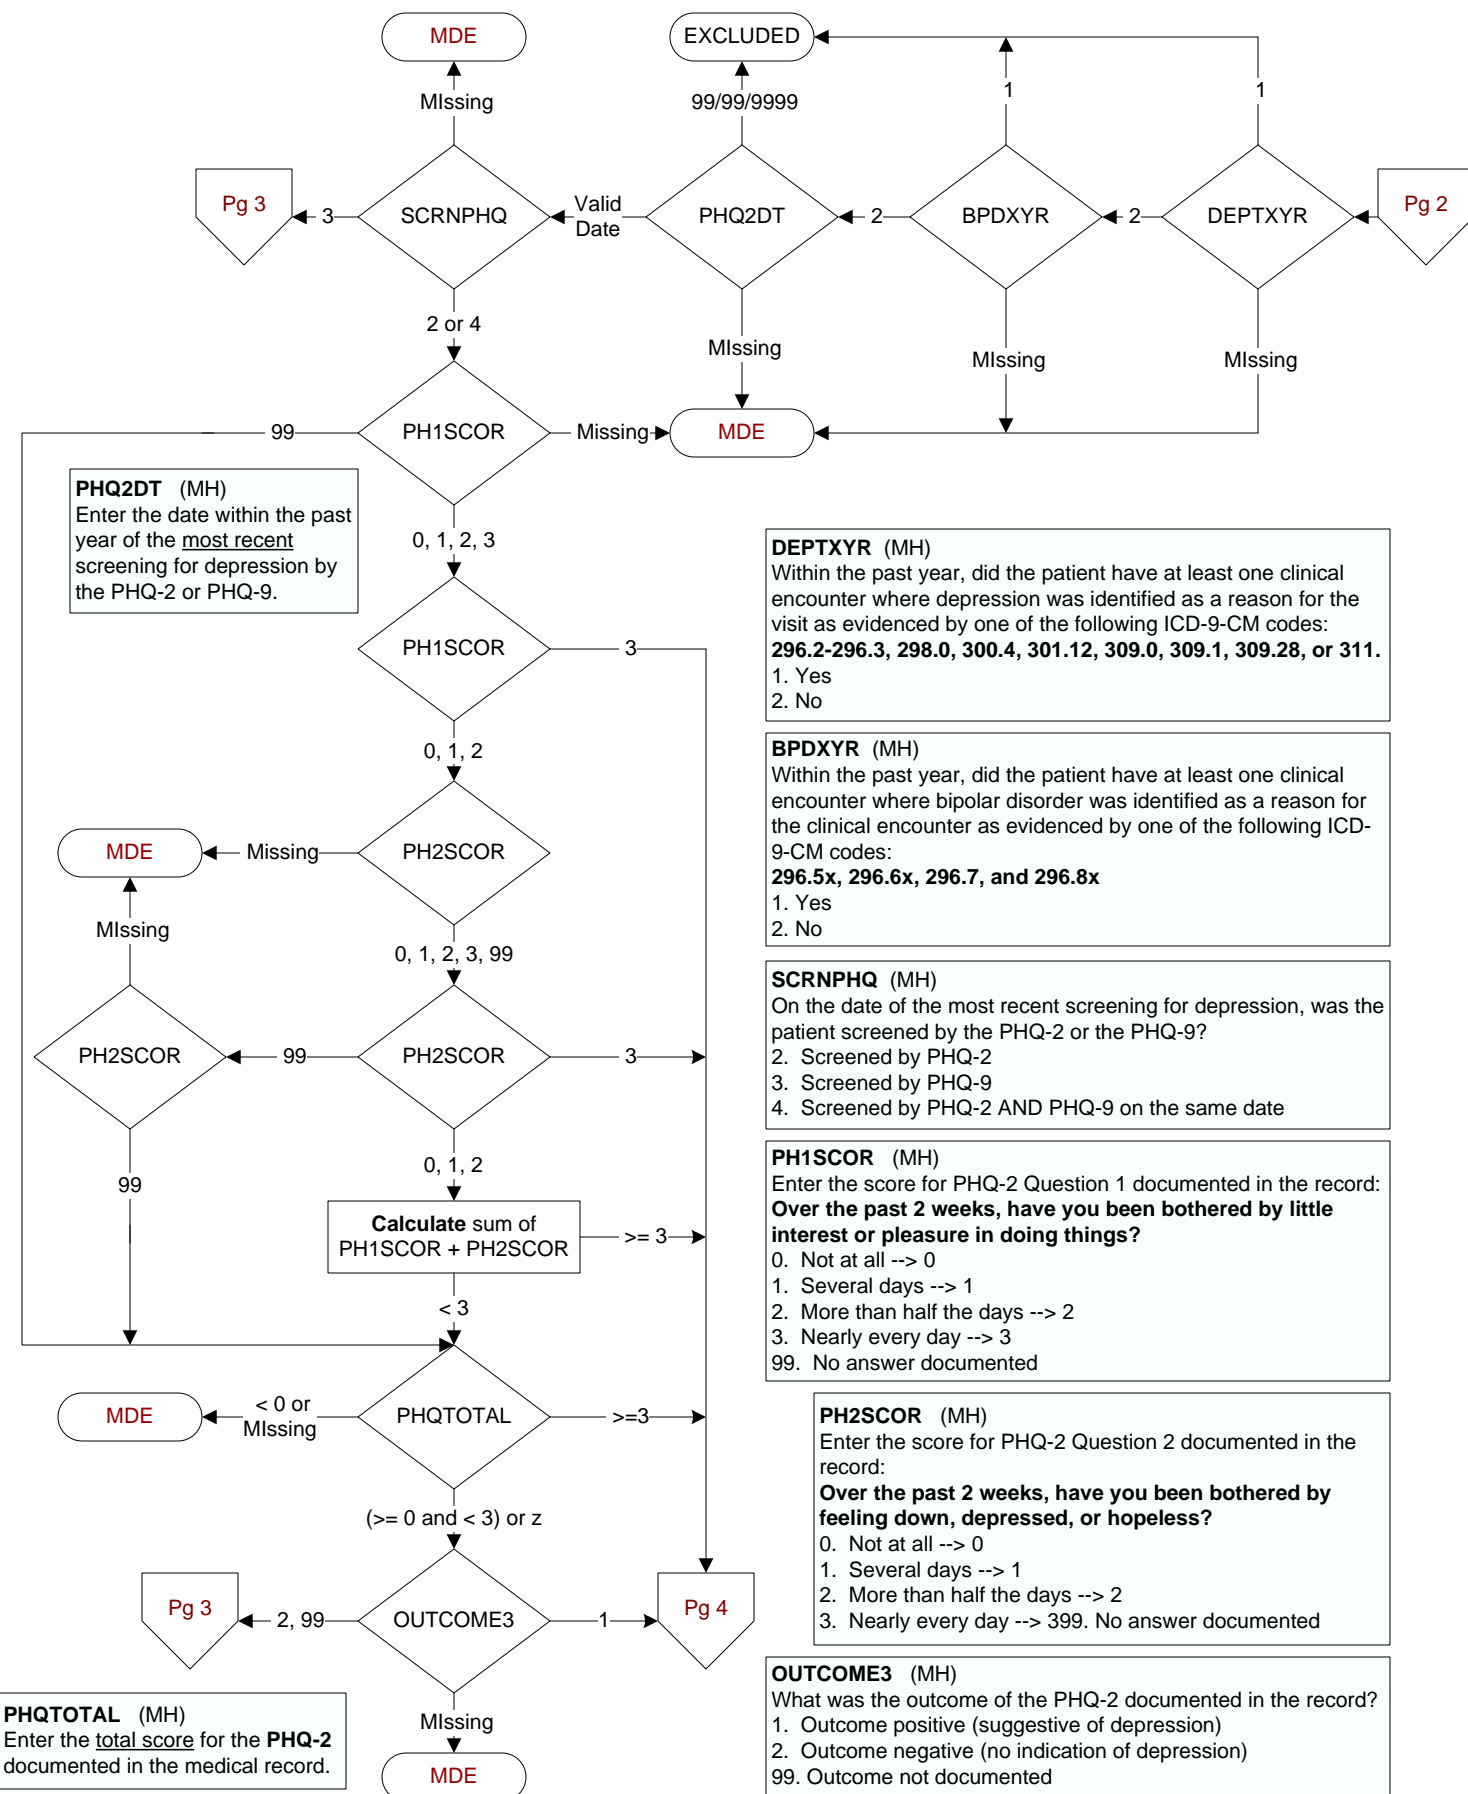 MDE
EXCLUDED
MIssing
99/99/9999
1
1
Pg 3
3
SCRNPHQ
Valid
Date
PHQ2DT
2
BPDXYR
2
DEPTXYR
Pg 2
2 or 4
MIssing
MIssing
MIssing
99
PH1SCOR
Missing
MDE
PHQ2DT (MH)
Enter the date within the past
year of the most recent
screening for depression by
the PHQ-2 or PHQ-9.
0, 1, 2, 3
PH1SCOR
3
0, 1, 2
MDE
Missing
PH2SCOR
MIssing
0, 1, 2, 3, 99
PH2SCOR
99
PH2SCOR
3
99
0, 1, 2
Calculate sum of
PH1SCOR + PH2SCOR
>= 3
< 3
MDE
< 0 or
MIssing
PHQTOTAL
>=3
(>= 0 and < 3) or z
Pg 3
2, 99
OUTCOME3
1
Pg 4
MIssing
MDE
PHQTOTAL (MH)
Enter the total score for the PHQ-2
documented in the medical record.
DEPTXYR (MH)
Within the past year, did the patient have at least one clinical
encounter where depression was identified as a reason for the
visit as evidenced by one of the following ICD-9-CM codes:
296.2-296.3, 298.0, 300.4, 301.12, 309.0, 309.1, 309.28, or 311.
1. Yes
2. No
BPDXYR (MH)
Within the past year, did the patient have at least one clinical
encounter where bipolar disorder was identified as a reason for
the clinical encounter as evidenced by one of the following ICD-
9-CM codes:
296.5x, 296.6x, 296.7, and 296.8x
1. Yes
2. No
SCRNPHQ (MH)
On the date of the most recent screening for depression, was the
patient screened by the PHQ-2 or the PHQ-9?
2. Screened by PHQ-2
3. Screened by PHQ-9
4. Screened by PHQ-2 AND PHQ-9 on the same date
PH1SCOR (MH)
Enter the score for PHQ-2 Question 1 documented in the record:
Over the past 2 weeks, have you been bothered by little
interest or pleasure in doing things?
0. Not at all --> 0
1. Several days --> 1
2. More than half the days --> 2
3. Nearly every day --> 3
99. No answer documented
PH2SCOR (MH)
Enter the score for PHQ-2 Question 2 documented in the
record:
Over the past 2 weeks, have you been bothered by
feeling down, depressed, or hopeless?
0. Not at all --> 0
1. Several days --> 1
2. More than half the days --> 2
3. Nearly every day --> 399. No answer documented
OUTCOME3 (MH)
What was the outcome of the PHQ-2 documented in the record?
1. Outcome positive (suggestive of depression)
2. Outcome negative (no indication of depression)
99. Outcome not documented